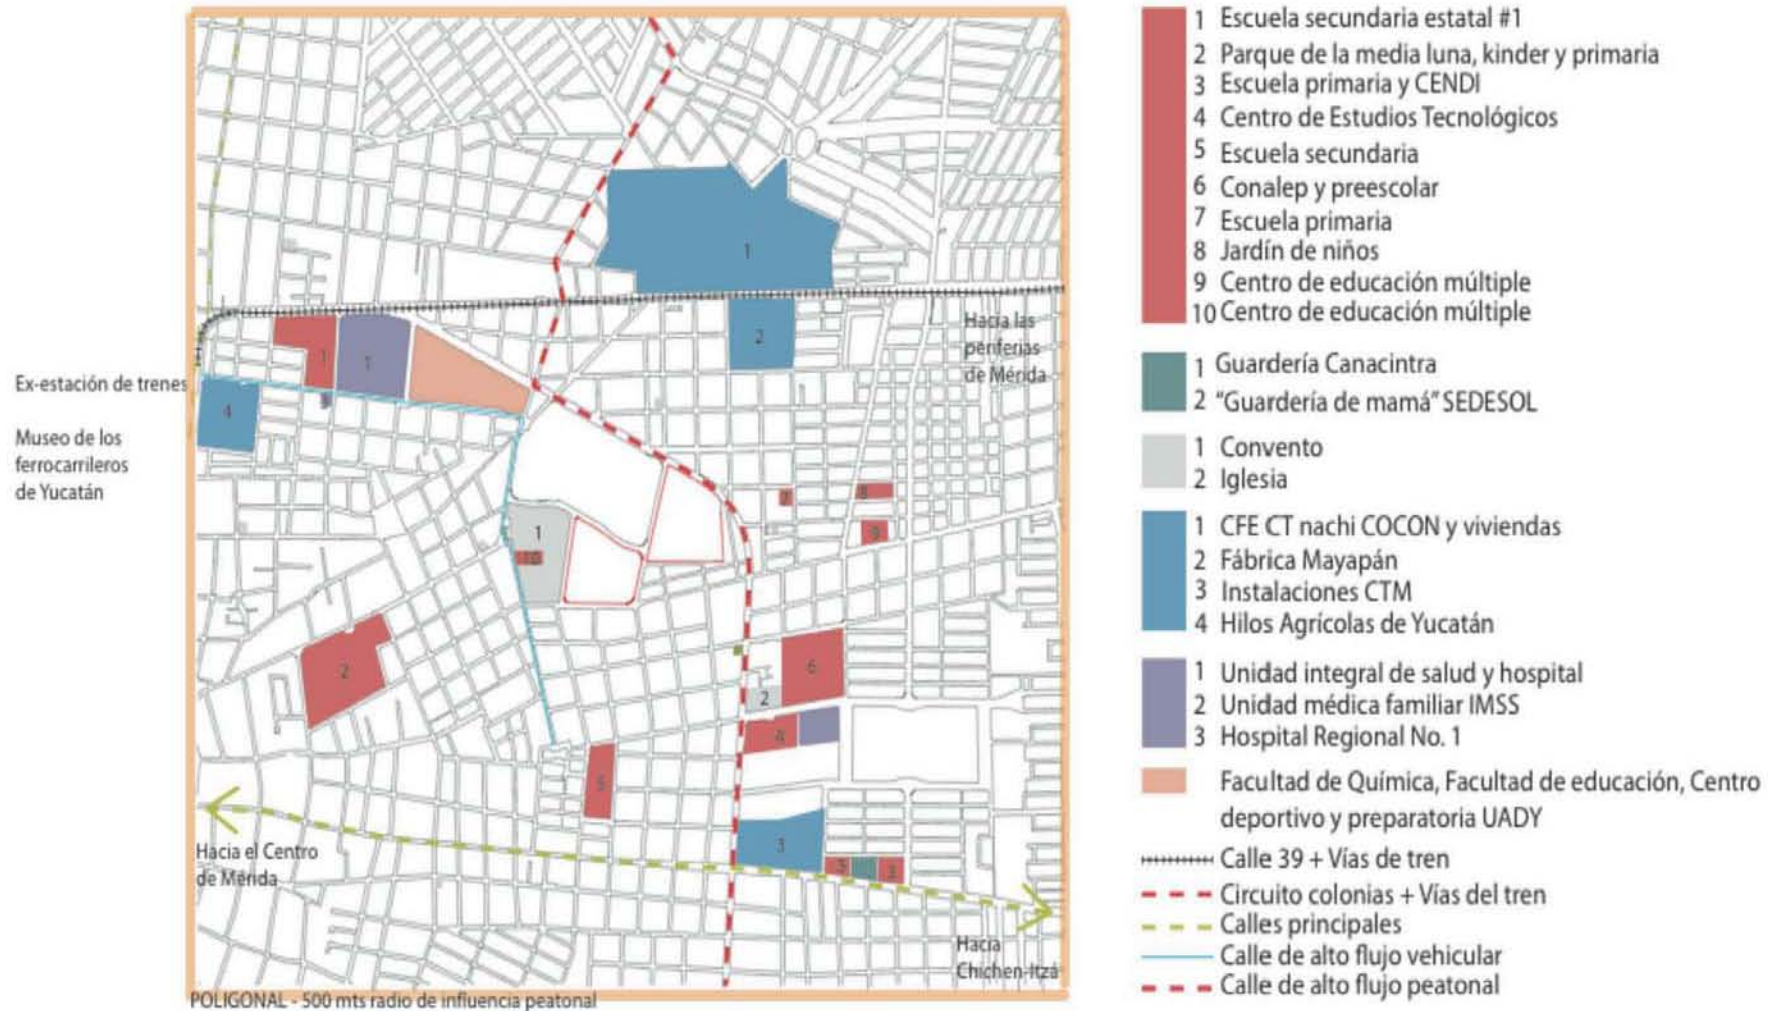 Ex-estación de trenes
Museo de los
ferrocarrileros
de Yucatán
1
1
2
Hacia las
periferias
de Mérida
1
1
4
7
8
9
1
10
2
6
2
4
5
3
Hacia el Centro
de Mérida
Hacia
Chichen-Itzá
POLIGONAL - 500 mts radio de influencia peatonal
1 Escuela secundaria estatal #1
2 Parque de la media luna, kinder y primaria
3 Escuela primaria y CENDI
4 Centro de Estudios Tecnológicos
5 Escuela secundaria
6 Conalep y preescolar
7 Escuela primaria
8 Jardín de niños
9 Centro de educación múltiple
10 Centro de educación múltiple
1 Guardería Canacintra
2 "Guardería de mamá" SEDESOL
1 Convento
2 Iglesia
1 CFE CT nachi COCON y viviendas
2 Fábrica Mayapán
3 Instalaciones CTM
4 Hilos Agrícolas de Yucatán
1 Unidad integral de salud y hospital
2 Unidad médica familiar IMSS
3 Hospital Regional No. 1
Facultad de Química, Facultad de educación, Centro
deportivo y preparatoria UADY
Calle 39 + Vías de tren
Circuito colonias + Vías del tren
Calles principales
Calle de alto flujo vehicular
Calle de alto flujo peatonal